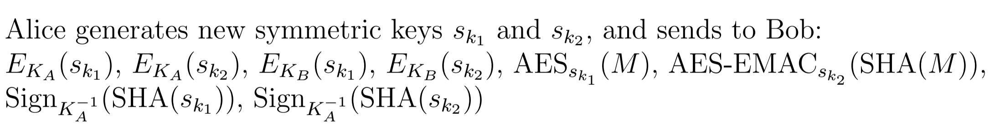 Alice generates new symmetric keys $s_{k_1}$ and $s_{k_2}$, and sends to Bob:
$E_{K_A}(s_{k_1})$, $E_{K_A}(s_{k_2})$, $E_{K_B}(s_{k_1})$, $E_{K_B}(s_{k_2})$, $\text{AES}_{s_{k_1}}(M)$, $\text{AES-EMAC}_{s_{k_2}}(\text{SHA}(M))$,
$\text{Sign}_{K_A^{-1}}(\text{SHA}(s_{k_1}))$, $\text{Sign}_{K_A^{-1}}(\text{SHA}(s_{k_2}))$